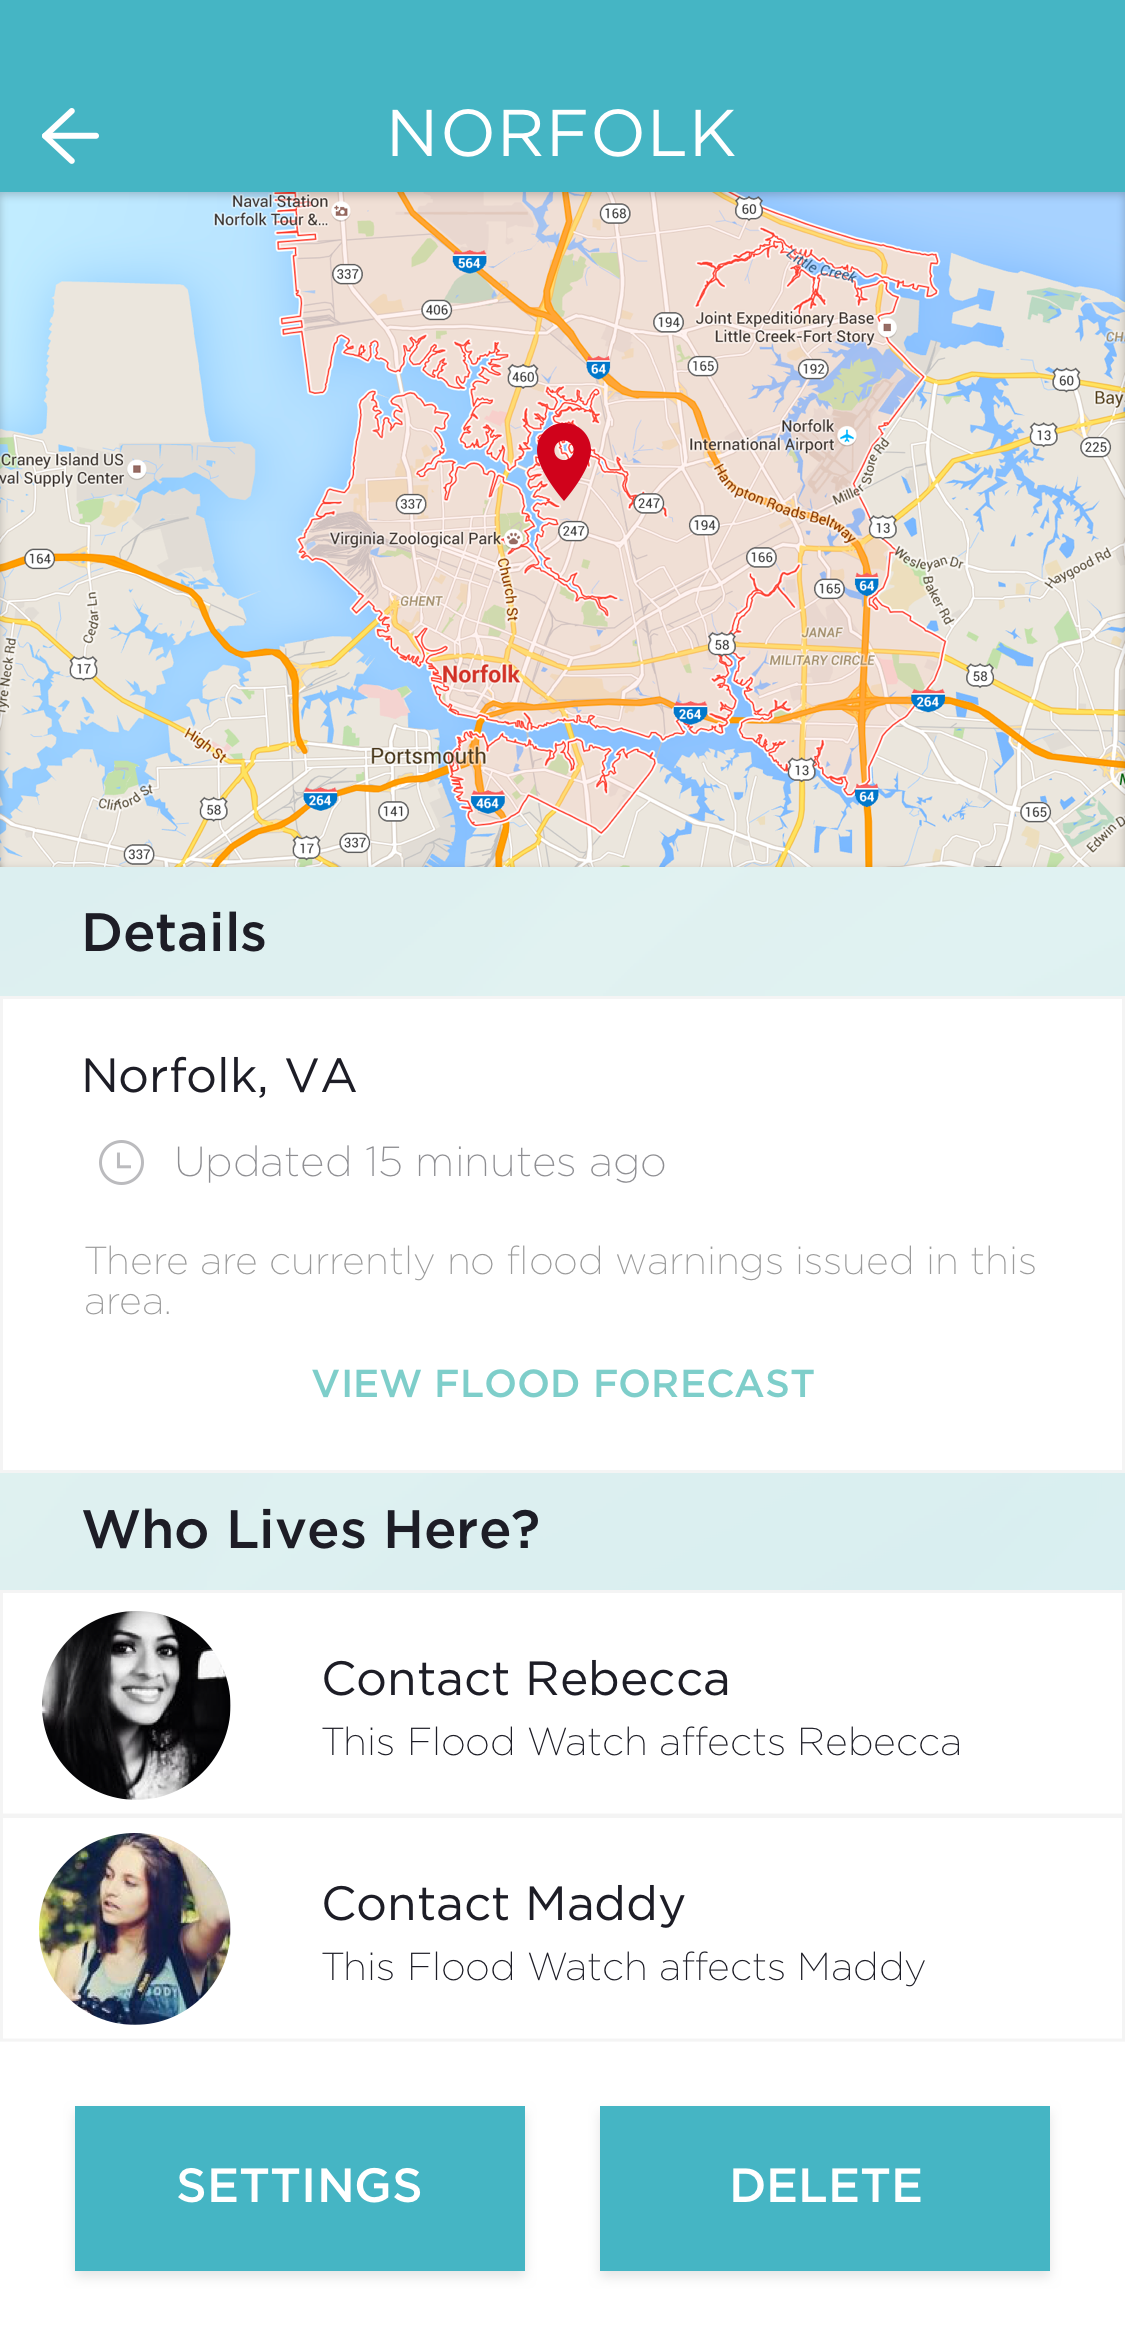 NORFOLK
Naval Station
Norfolk Tour &...
168
60
564
337
Little Creek
406
194
Joint Expeditionary Base
Little Creek-Fort Story
CH
64
165
192
460
60
Bay
Norfolk
International Airport
13
225
Craney Island US
val Supply Center
Miller Store Rd
Hampton Roads Beltway
337
247
194
13
Virginia Zoological Park
247
164
166
Wesleyan Dr
Haygood Rd
Church St
64
165
Baker Rd
Cedar Ln
GHENT
JANAF
58
MILITARY CIRCLE
17
Norfolk
58
Tyre Neck Rd
264
264
High St
Portsmouth
13
Clifford St
264
464
64
58
141
165
Edwin D
337
17
337
Details
Norfolk, VA
Updated 15 minutes ago
There are currently no flood warnings issued in this
area.
VIEW FLOOD FORECAST
Who Lives Here?
Contact Rebecca
This Flood Watch affects Rebecca
Contact Maddy
This Flood Watch affects Maddy
SETTINGS
DELETE